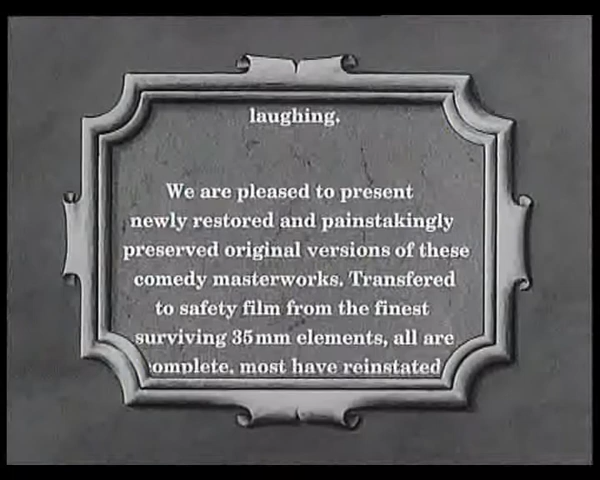 laughing.
We are pleased to present
newly restored and painstakingly
preserved original versions of these
comedy masterworks. Transfered
to safety film from the finest
surviving 35mm elements, all are
omplete, most have reinstated